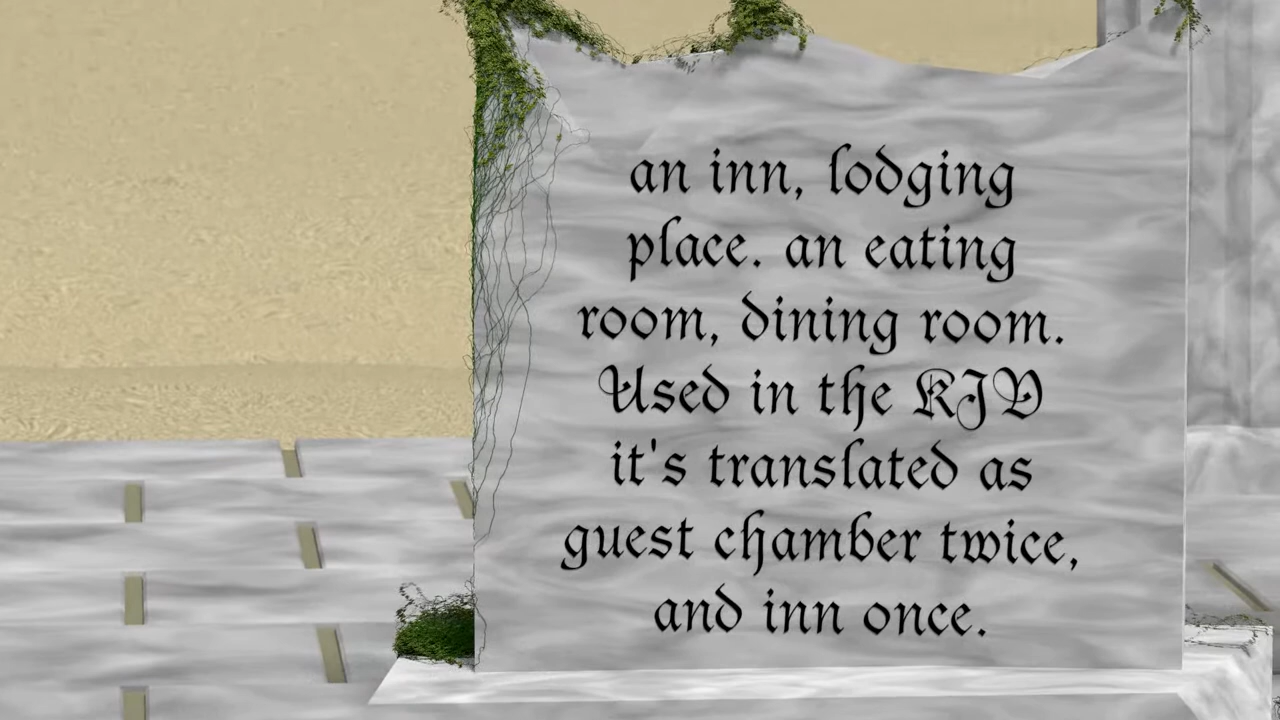 an inn, lodging
place. an eating
room, dining room.
Used in the KJV
it's translated as
guest chamber twice,
and inn once.